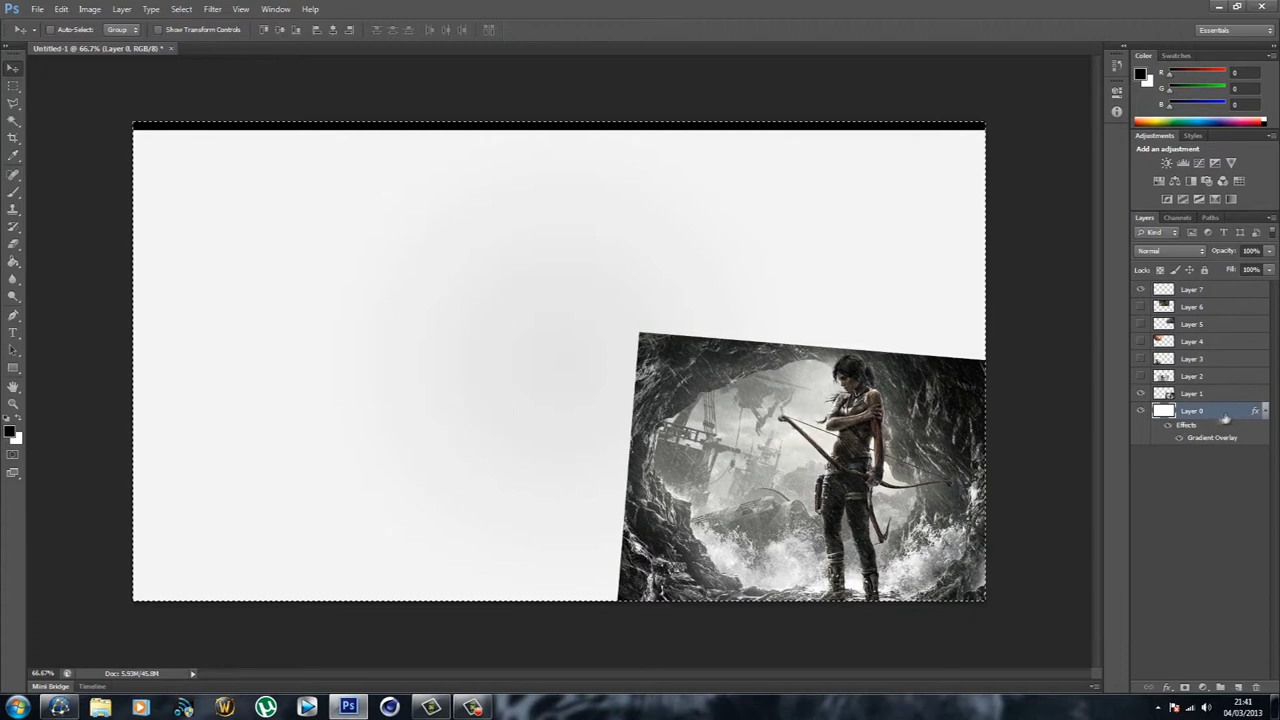 Ps File Edit Image Layer Type Select Filter Qt View Window Help
Auto-Select: Group Show Transform Controls Essentials
Untitled-1 @ 66.7% (Layer 0, RGB/8) *
Color Swatches
R 0
G 0
B 0
Adjustments Styles
Add an adjustment
Layers Channels Paths
Kind
Normal Opacity: 100%
Lock: Fill: 100%
Layer 7
Layer 6
Layer 5
Layer 4
Layer 3
Layer 2
Layer 1
Layer 0 fx
Effects
Gradient Overlay
66.67% Doc: 5.93M/45.8M
Mini Bridge Timeline
Ps 21:41
04/03/2013